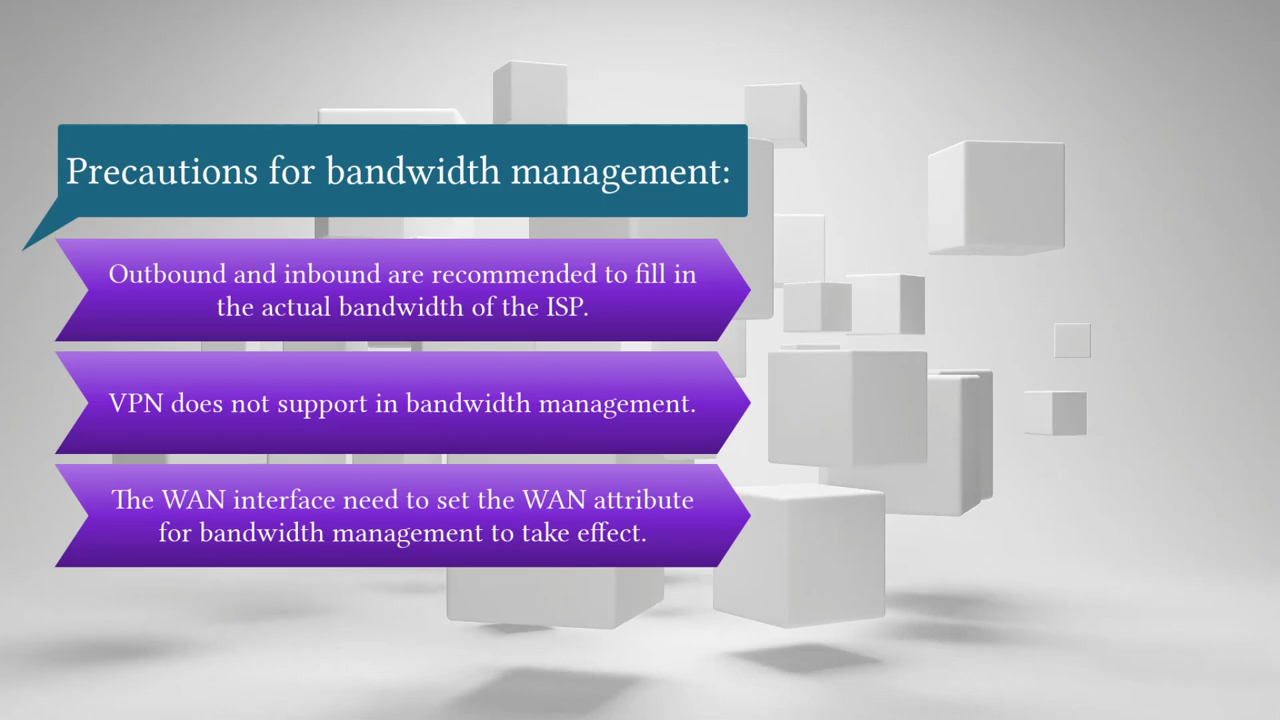 Precautions for bandwidth management:
Outbound and inbound are recommended to fill in
the actual bandwidth of the ISP.
VPN does not support in bandwidth management.
The WAN interface need to set the WAN attribute
for bandwidth management to take effect.